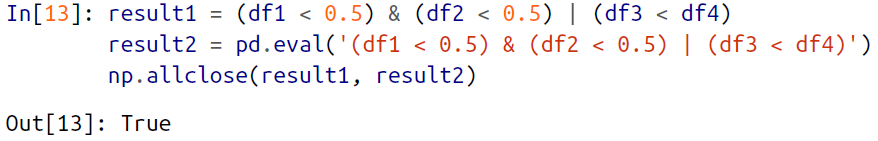 In[13]: result1 = (df1 < 0.5) & (df2 < 0.5) | (df3 < df4)
result2 = pd.eval('(df1 < 0.5) & (df2 < 0.5) | (df3 < df4)')
np.allclose(result1, result2)
Out[13]: True